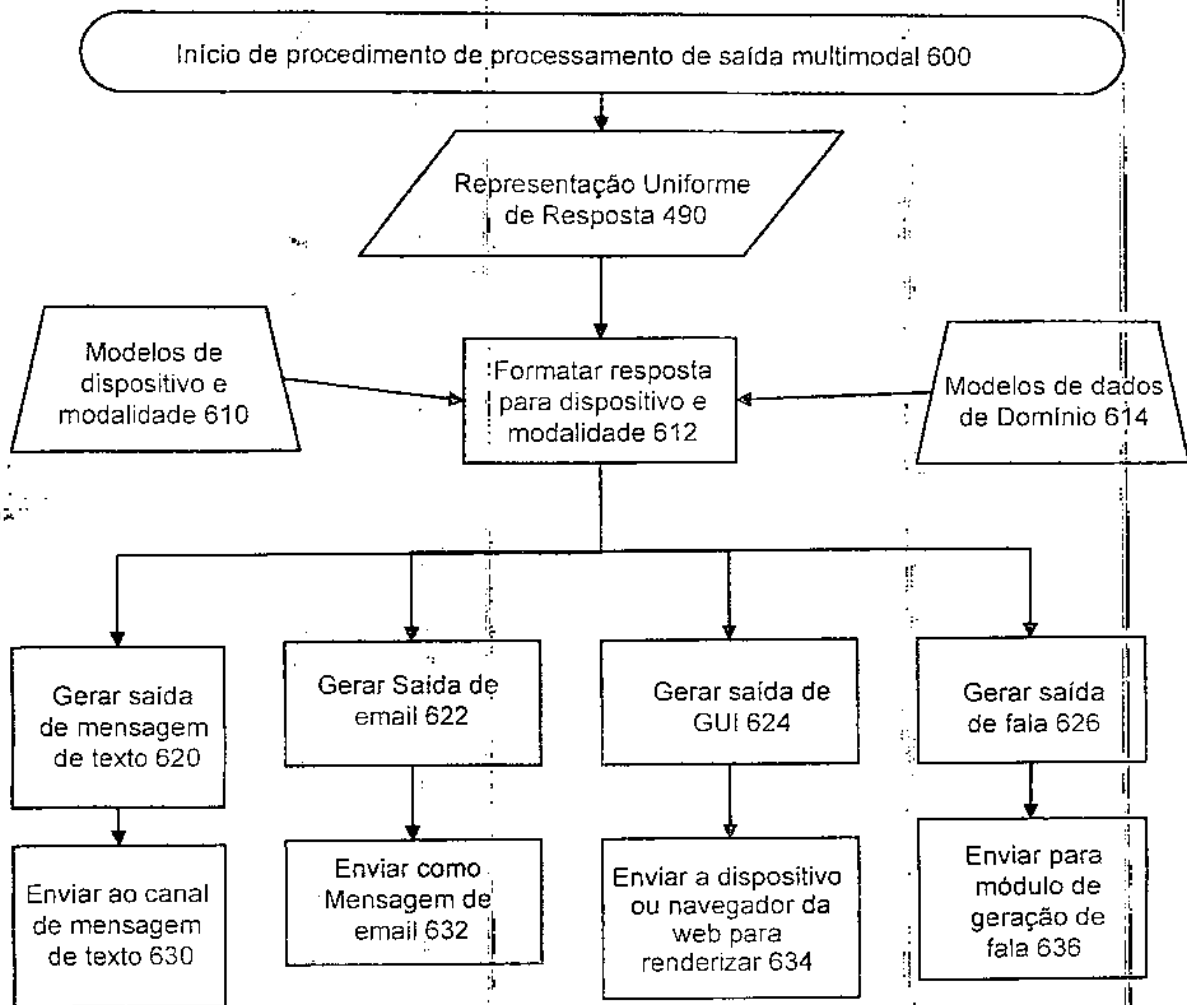 Início de procedimento de processamento de saída multimodal 600
Representação Uniforme
de Resposta 490
Modelos de
dispositivo e
modalidade 610
Formatar resposta
para dispositivo e
modalidade 612
Modelos de dados
de Domínio 614
Gerar saída
de mensagem
de texto 620
Gerar Saída de
email 622
Gerar saída de
GUI 624
Gerar saída
de fala 626
Enviar ao canal
de mensagem
de texto 630
Enviar como
Mensagem de
email 632
Enviar a dispositivo
ou navegador da
web para
renderizar 634
Enviar para
módulo de
geração de
fala 636